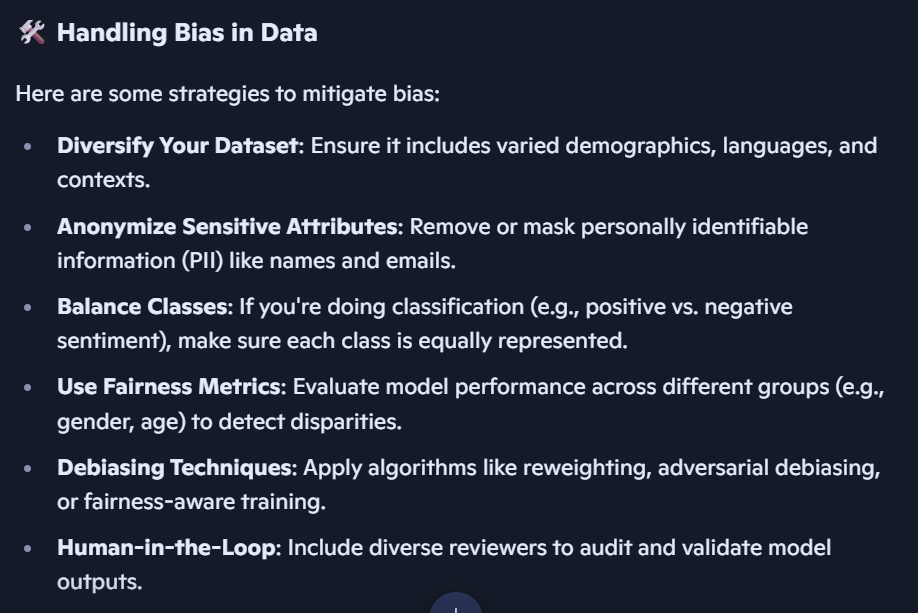 🛠 Handling Bias in Data
Here are some strategies to mitigate bias:
• Diversify Your Dataset: Ensure it includes varied demographics, languages, and
contexts.
• Anonymize Sensitive Attributes: Remove or mask personally identifiable
information (PII) like names and emails.
• Balance Classes: If you're doing classification (e.g., positive vs. negative
sentiment), make sure each class is equally represented.
• Use Fairness Metrics: Evaluate model performance across different groups (e.g.,
gender, age) to detect disparities.
• Debiasing Techniques: Apply algorithms like reweighting, adversarial debiasing,
or fairness-aware training.
• Human-in-the-Loop: Include diverse reviewers to audit and validate model
outputs.